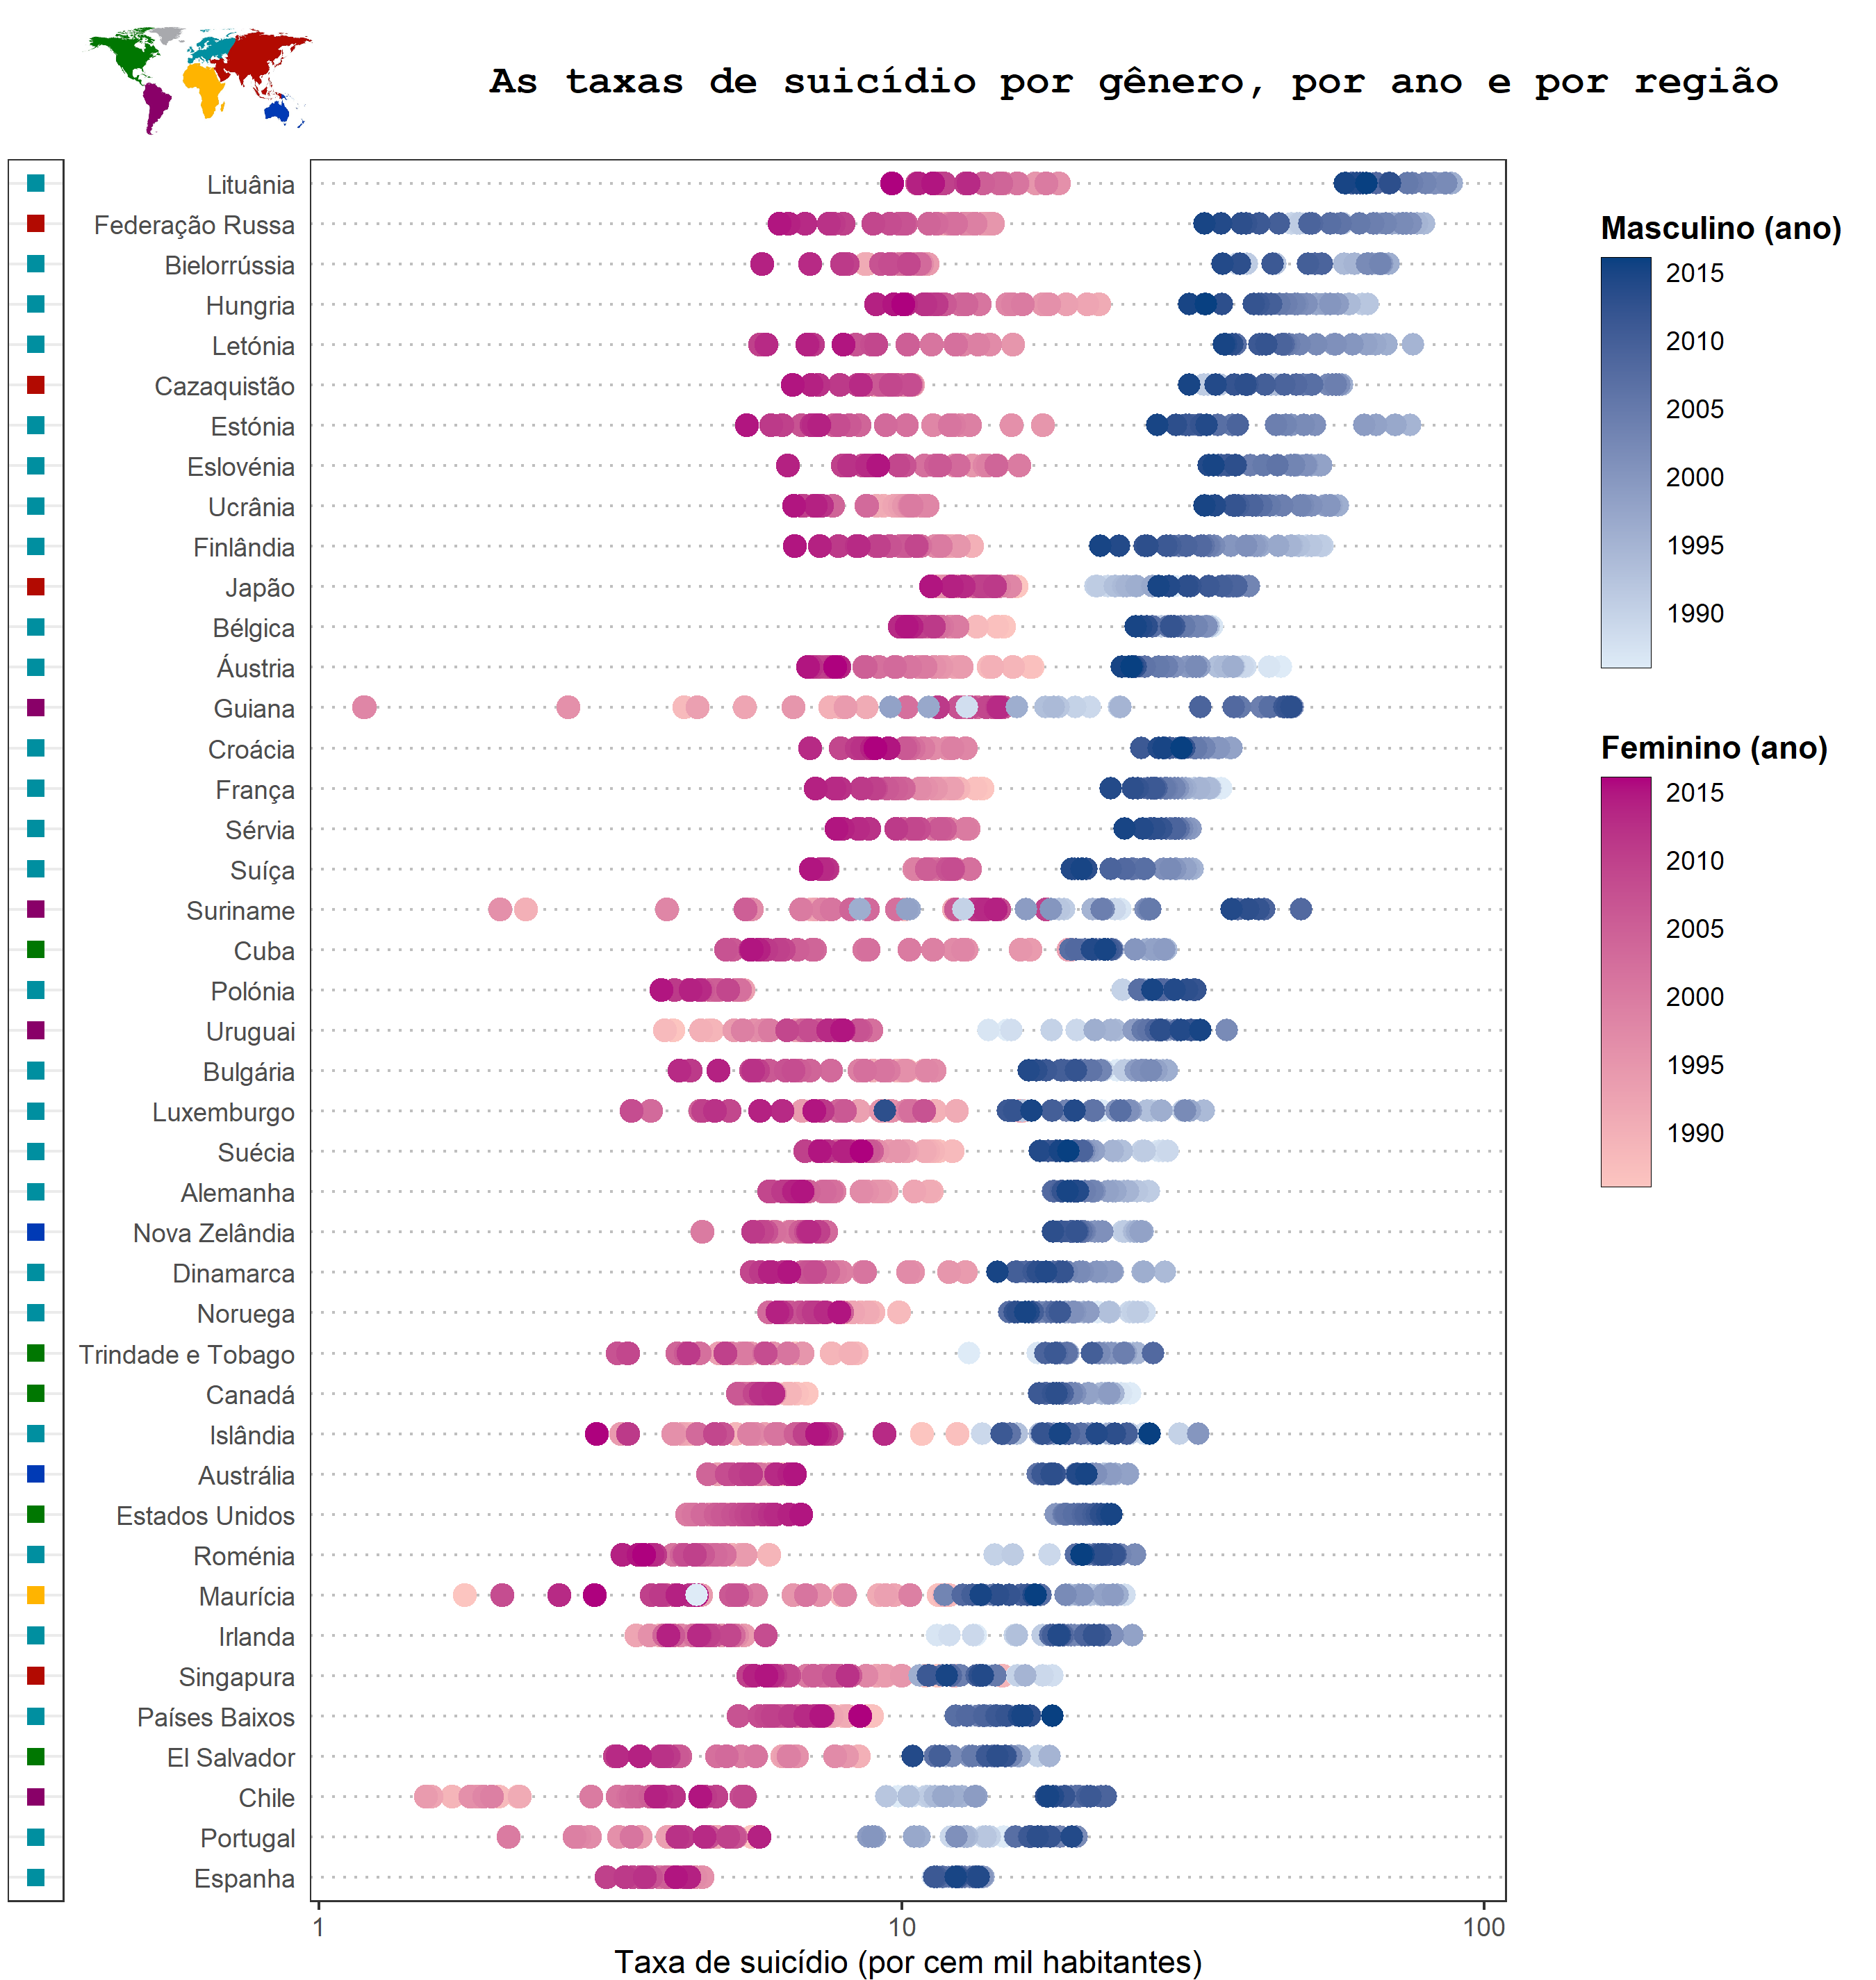 As taxas de suicídio por gênero, por ano e por região
Lituânia
Federação Russa
Bielorrússia
Hungria
Letónia
Cazaquistão
Estónia
Eslovénia
Ucrânia
Finlândia
Japão
Bélgica
Áustria
Guiana
Croácia
França
Sérvia
Suíça
Suriname
Cuba
Polónia
Uruguai
Bulgária
Luxemburgo
Suécia
Alemanha
Nova Zelândia
Dinamarca
Noruega
Trindade e Tobago
Canadá
Islândia
Austrália
Estados Unidos
Roménia
Maurícia
Irlanda
Singapura
Países Baixos
El Salvador
Chile
Portugal
Espanha
1 10 100
Taxa de suicídio (por cem mil habitantes)
Masculino (ano)
2015
2010
2005
2000
1995
1990
Feminino (ano)
2015
2010
2005
2000
1995
1990